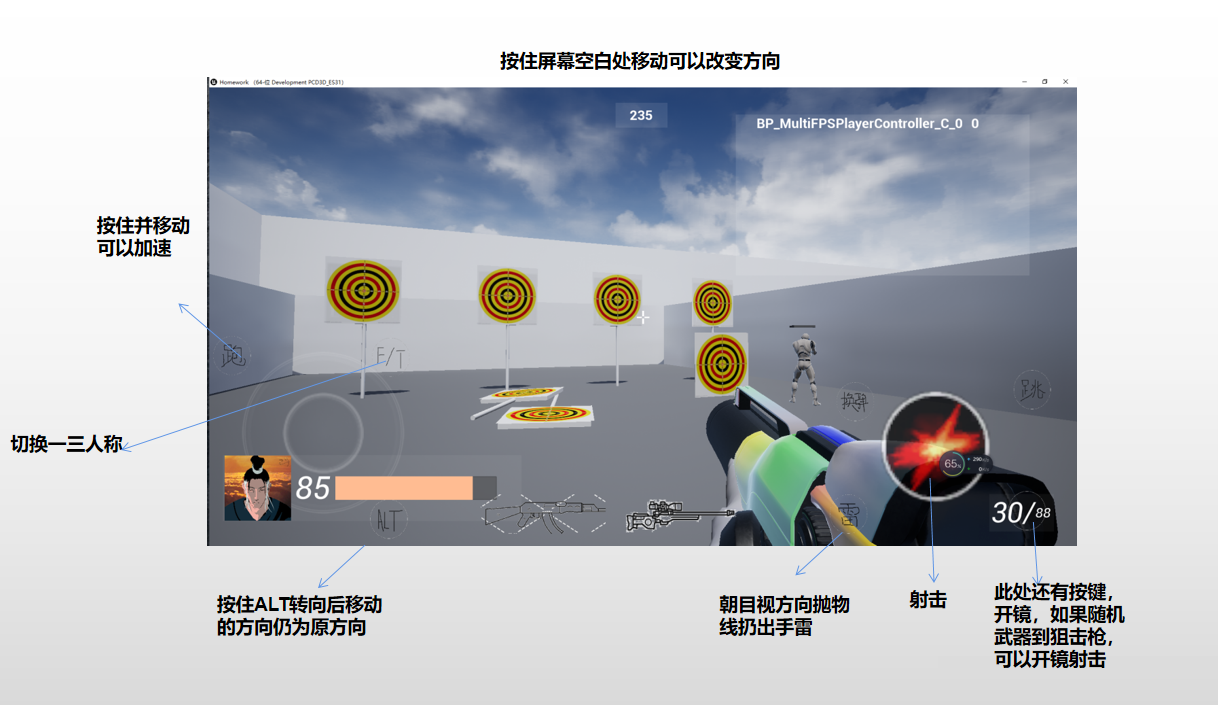 按住屏幕空白处移动可以改变方向
Homework (64-位 Development PCD3D_ES31)
235
BP_MultiFPSPlayerController_C_0 0
按住并移动
可以加速
跑
F/T
换弹
跳
切换一三人称
65%
85
ALT
雷
30/88
按住ALT转向后移动
的方向仍为原方向
朝目视方向抛物
线扔出手雷
射击
此处还有按键,
开镜，如果随机
武器到狙击枪，
可以开镜射击